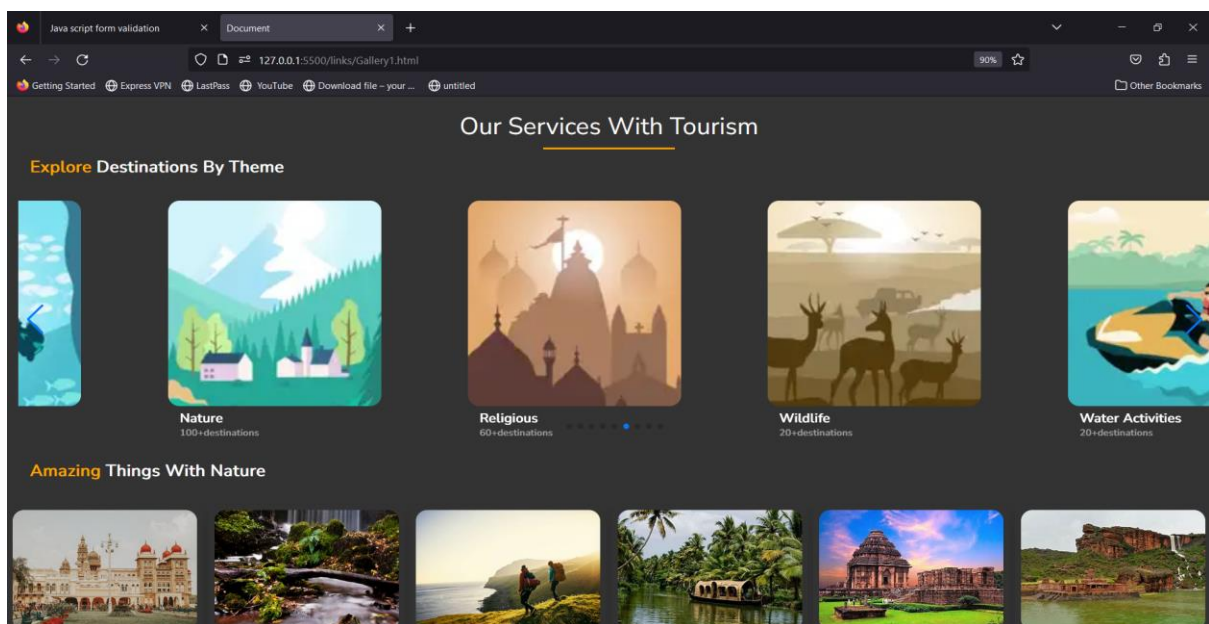 Java script form validation
Document
127.0.0.1:5500/links/Gallery1.html
90%
Getting Started
Express VPN
LastPass
YouTube
Download file – your ...
untitled
Other Bookmarks
Our Services With Tourism
Explore Destinations By Theme
Nature
100+destinations
Religious
60+destinations
Wildlife
20+destinations
Water Activities
20+destinations
Amazing Things With Nature